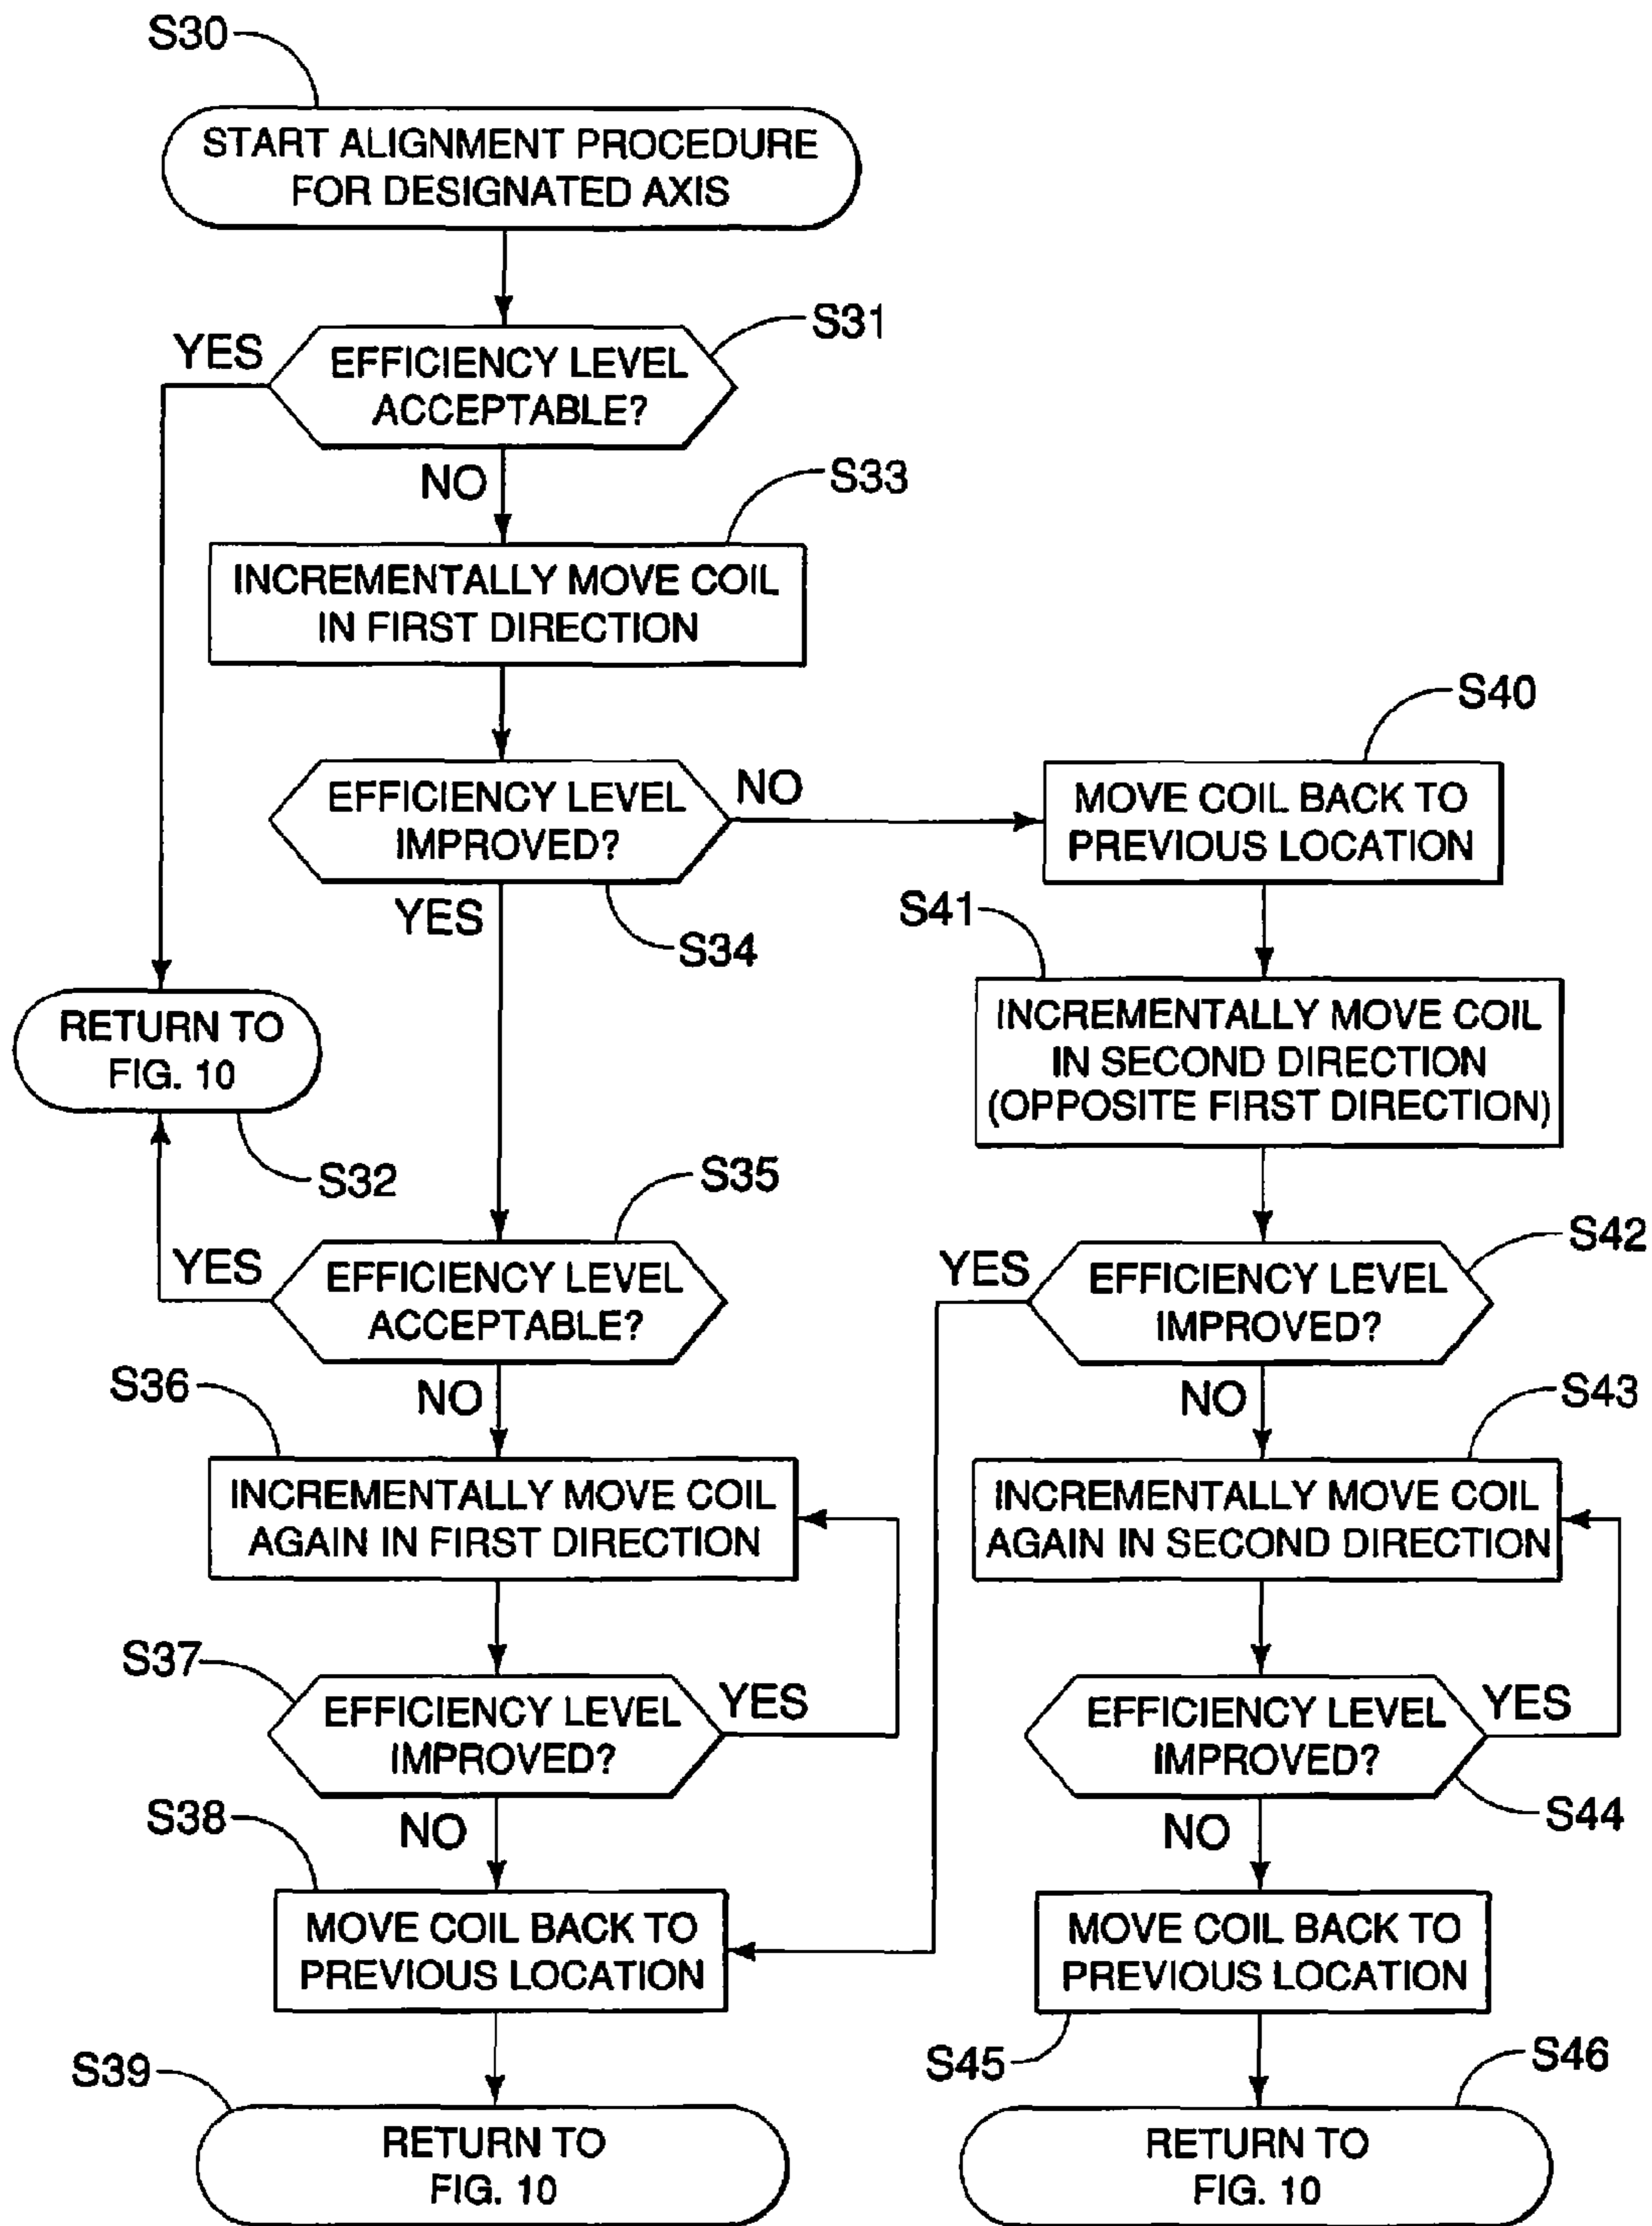 S30
START ALIGNMENT PROCEDURE
FOR DESIGNATED AXIS
S31
YES
EFFICIENCY LEVEL
ACCEPTABLE?
NO
S33
INCREMENTALLY MOVE COIL
IN FIRST DIRECTION
S40
EFFICIENCY LEVEL
IMPROVED?
NO
MOVE COIL BACK TO
PREVIOUS LOCATION
YES
S34
S41
INCREMENTALLY MOVE COIL
IN SECOND DIRECTION
(OPPOSITE FIRST DIRECTION)
RETURN TO
FIG. 10
S32
S35
YES
EFFICIENCY LEVEL
ACCEPTABLE?
S42
YES
EFFICIENCY LEVEL
IMPROVED?
S36
NO
NO
S43
INCREMENTALLY MOVE COIL
AGAIN IN FIRST DIRECTION
INCREMENTALLY MOVE COIL
AGAIN IN SECOND DIRECTION
S37
EFFICIENCY LEVEL
IMPROVED?
YES
EFFICIENCY LEVEL
IMPROVED?
YES
S38
NO
NO
S44
MOVE COIL BACK TO
PREVIOUS LOCATION
MOVE COIL BACK TO
PREVIOUS LOCATION
S39
S45
S46
RETURN TO
FIG. 10
RETURN TO
FIG. 10